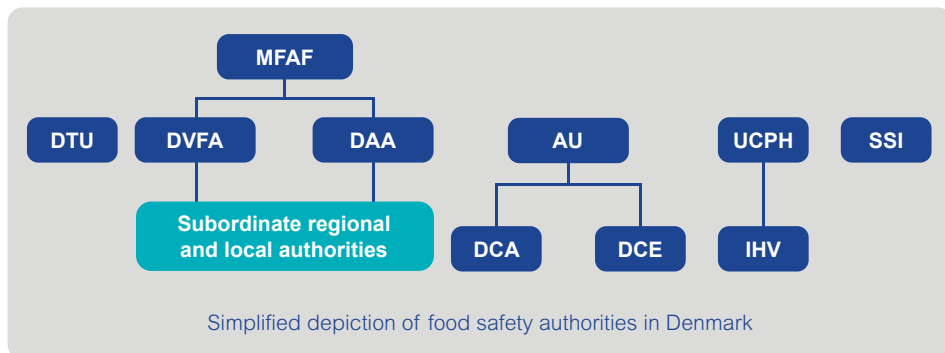 MFAF
DTU
DVFA
DAA
AU
UCPH
SSI
Subordinate regional
and local authorities
DCA
DCE
IHV
Simplified depiction of food safety authorities in Denmark